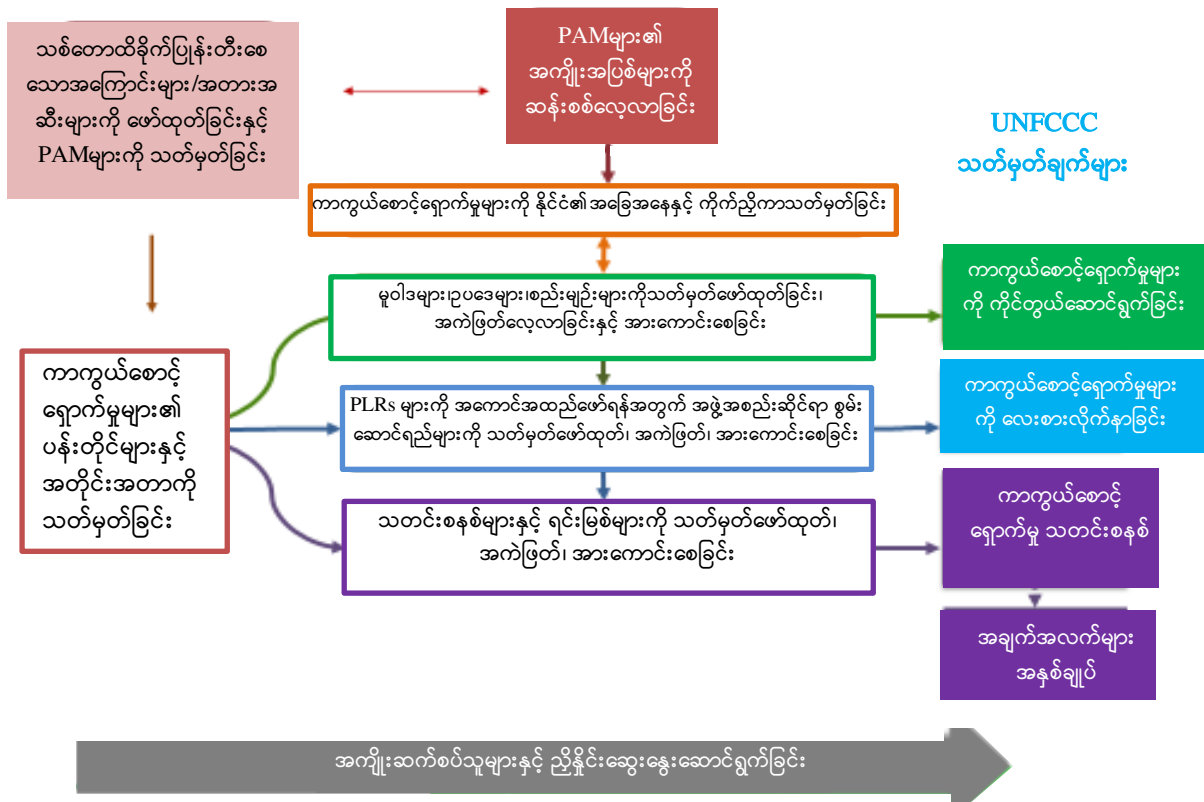 သစ်တောထိခိုက်ပြုန်းတီးစေ
သောအကြောင်းများ/အတားအ
ဆီးများကို ဖော်ထုတ်ခြင်းနှင့်
PAMများကို သတ်မှတ်ခြင်း
PAMများ၏
အကျိုးအပြစ်များကို
ဆန်းစစ်လေ့လာခြင်း
UNFCCC
သတ်မှတ်ချက်များ
ကာကွယ်စောင့်ရှောက်မှုများကို နိုင်ငံ၏အခြေအနေနှင့် ကိုက်ညှိကာသတ်မှတ်ခြင်း
မူဝါဒများ၊ဥပဒေများ၊စည်းမျဉ်းများကိုသတ်မှတ်ဖော်ထုတ်ခြင်း၊
အကဲဖြတ်လေ့လာခြင်းနှင့် အားကောင်းစေခြင်း
ကာကွယ်စောင့်ရှောက်မှုများ
ကို ကိုင်တွယ်ဆောင်ရွက်ခြင်း
ကာကွယ်စောင့်
ရှောက်မှုများ၏
ပန်းတိုင်များနှင့်
အတိုင်းအတာကို
သတ်မှတ်ခြင်း
PLRs များကို အကောင်အထည်ဖော်ရန်အတွက် အဖွဲ့အစည်းဆိုင်ရာ စွမ်း
ဆောင်ရည်များကို သတ်မှတ်ဖော်ထုတ်၊ အကဲဖြတ်၊ အားကောင်းစေခြင်း
ကာကွယ်စောင့်ရှောက်မှုများ
ကို လေးစားလိုက်နာခြင်း
သတင်းစနစ်များနှင့် ရင်းမြစ်များကို သတ်မှတ်ဖော်ထုတ်၊
အကဲဖြတ်၊ အားကောင်းစေခြင်း
ကာကွယ်စောင့်
ရှောက်မှု သတင်းစနစ်
အချက်အလက်များ
အနှစ်ချုပ်
အကျိုးဆက်စပ်သူများနှင့် ညှိနှိုင်းဆွေးနွေးဆောင်ရွက်ခြင်း